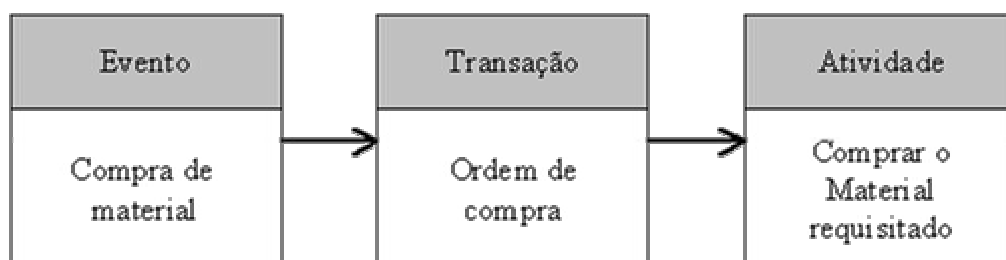 Evento
Compra de
material
Transação
Ordem de
compra
Atividade
Comprar o
Material
requisitado